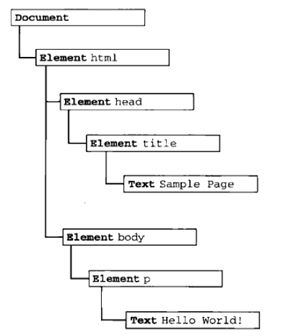 Document
Element html
Element head
Element title
Text Sample Page
Element body
Element p
Text Hello World!